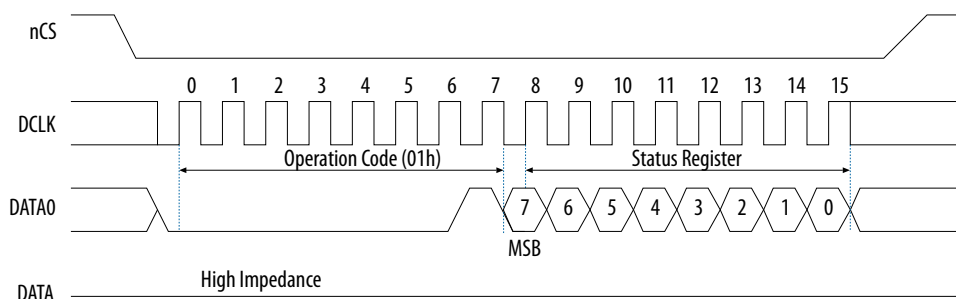 nCS
0 1 2 3 4 5 6 7 8 9 10 11 12 13 14 15
DCLK
Operation Code (01h) Status Register
DATA0 7 6 5 4 3 2 1 0
MSB
High Impedance
DATA